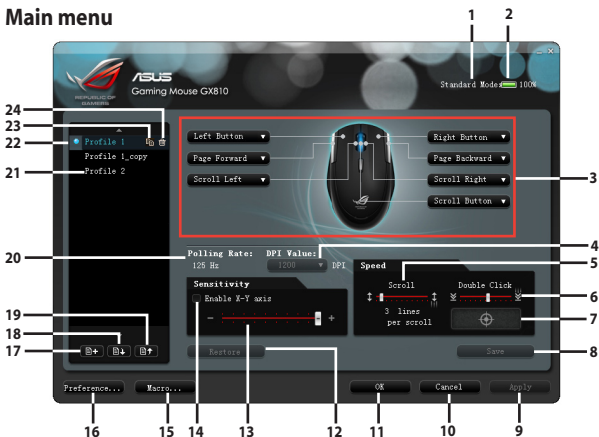 Main menu
1 2
REPUBLIC OF
GAMERS
ASUS
Gaming Mouse GX810
Standard Mode: 100%
24
23
22
21
Profile 1
Profile 1_copy
Profile 2
Left Button
Right Button
Page Forward
Page Backward
Scroll Left
Scroll Right
Scroll Button
3
20
Polling Rate: DPI Value:
125 Hz 1200 DPI
4
Speed
5
Scroll Double Click
6
3 lines
per scroll
7
Sensitivity
Enable X-Y axis
- +
19
18
17
Restore
Save
8
Preference... Macro... OK Cancel Apply
16 15 14 13 12 11 10 9